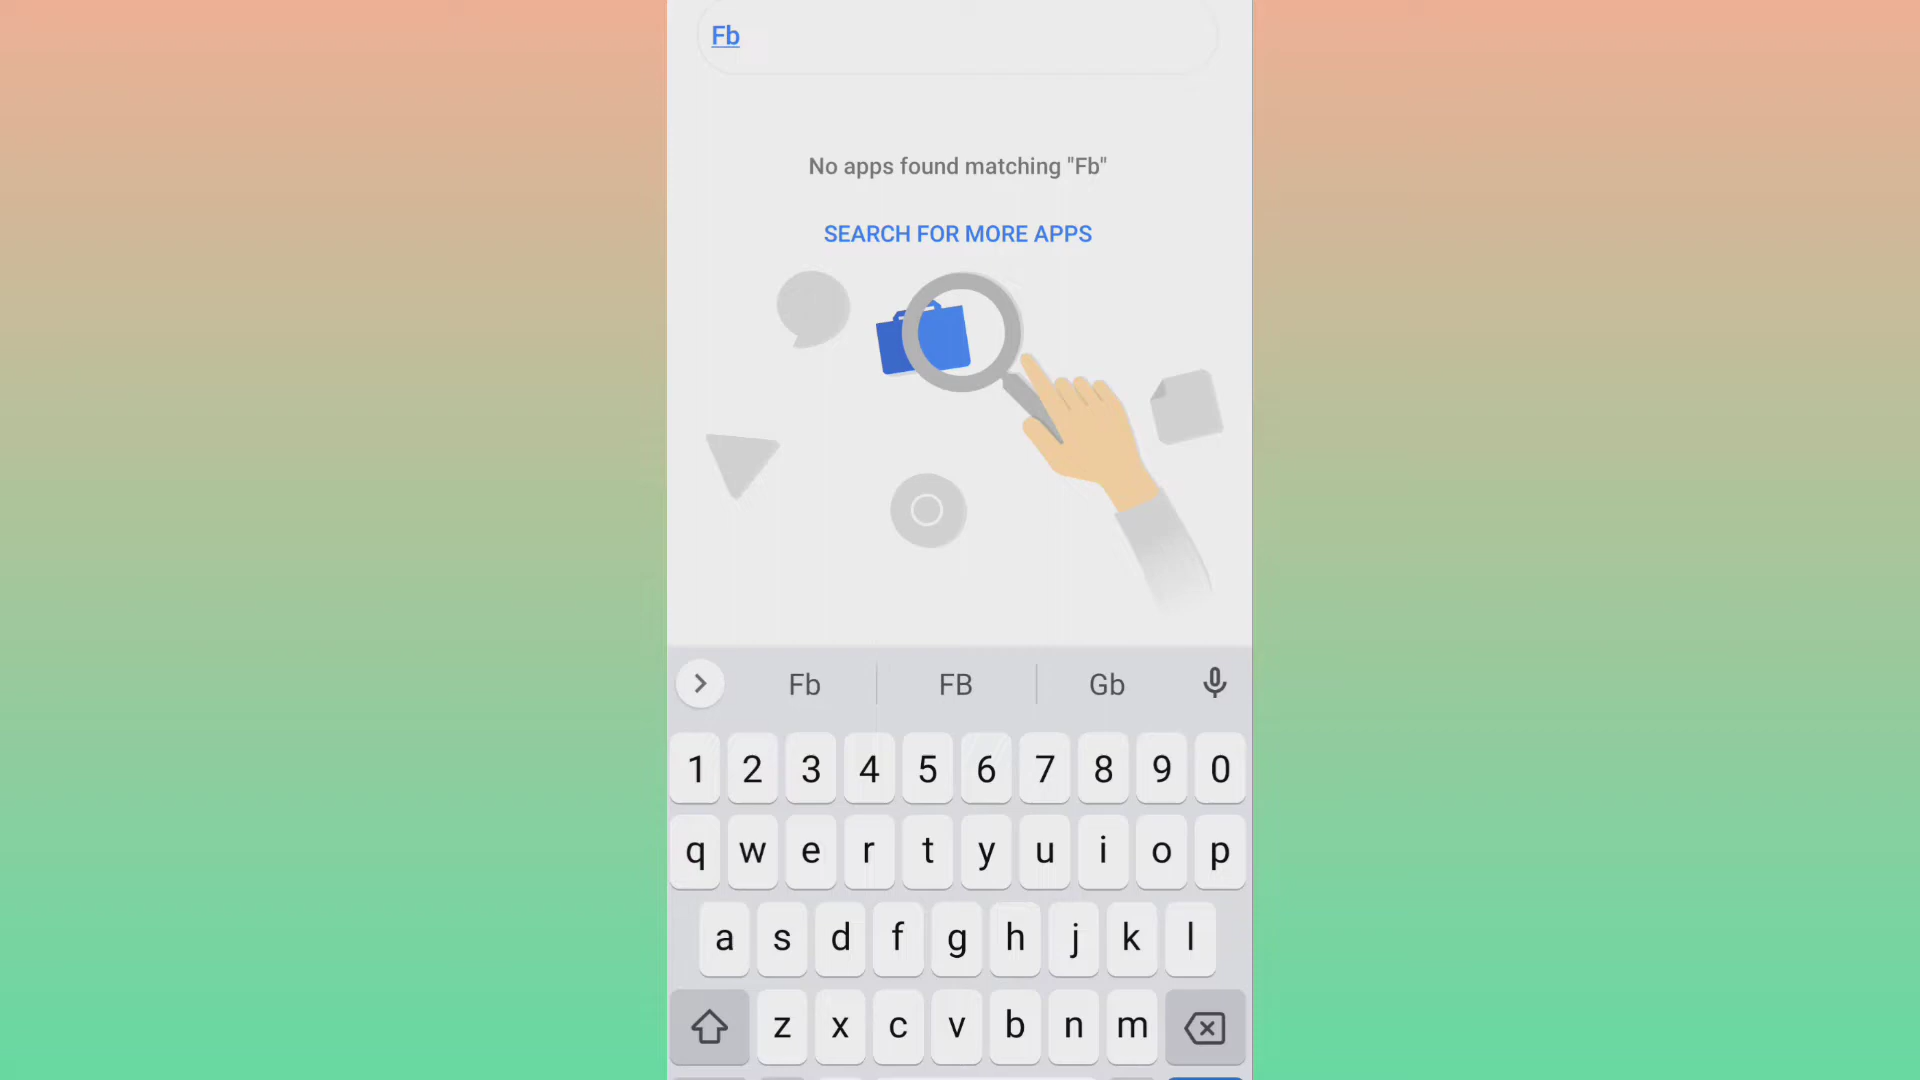 Fb
No apps found matching "Fb"
SEARCH FOR MORE APPS
Fb FB Gb
1 2 3 4 5 6 7 8 9 0
q w e r t y u i o p
a s d f g h j k l
z x c v b n m